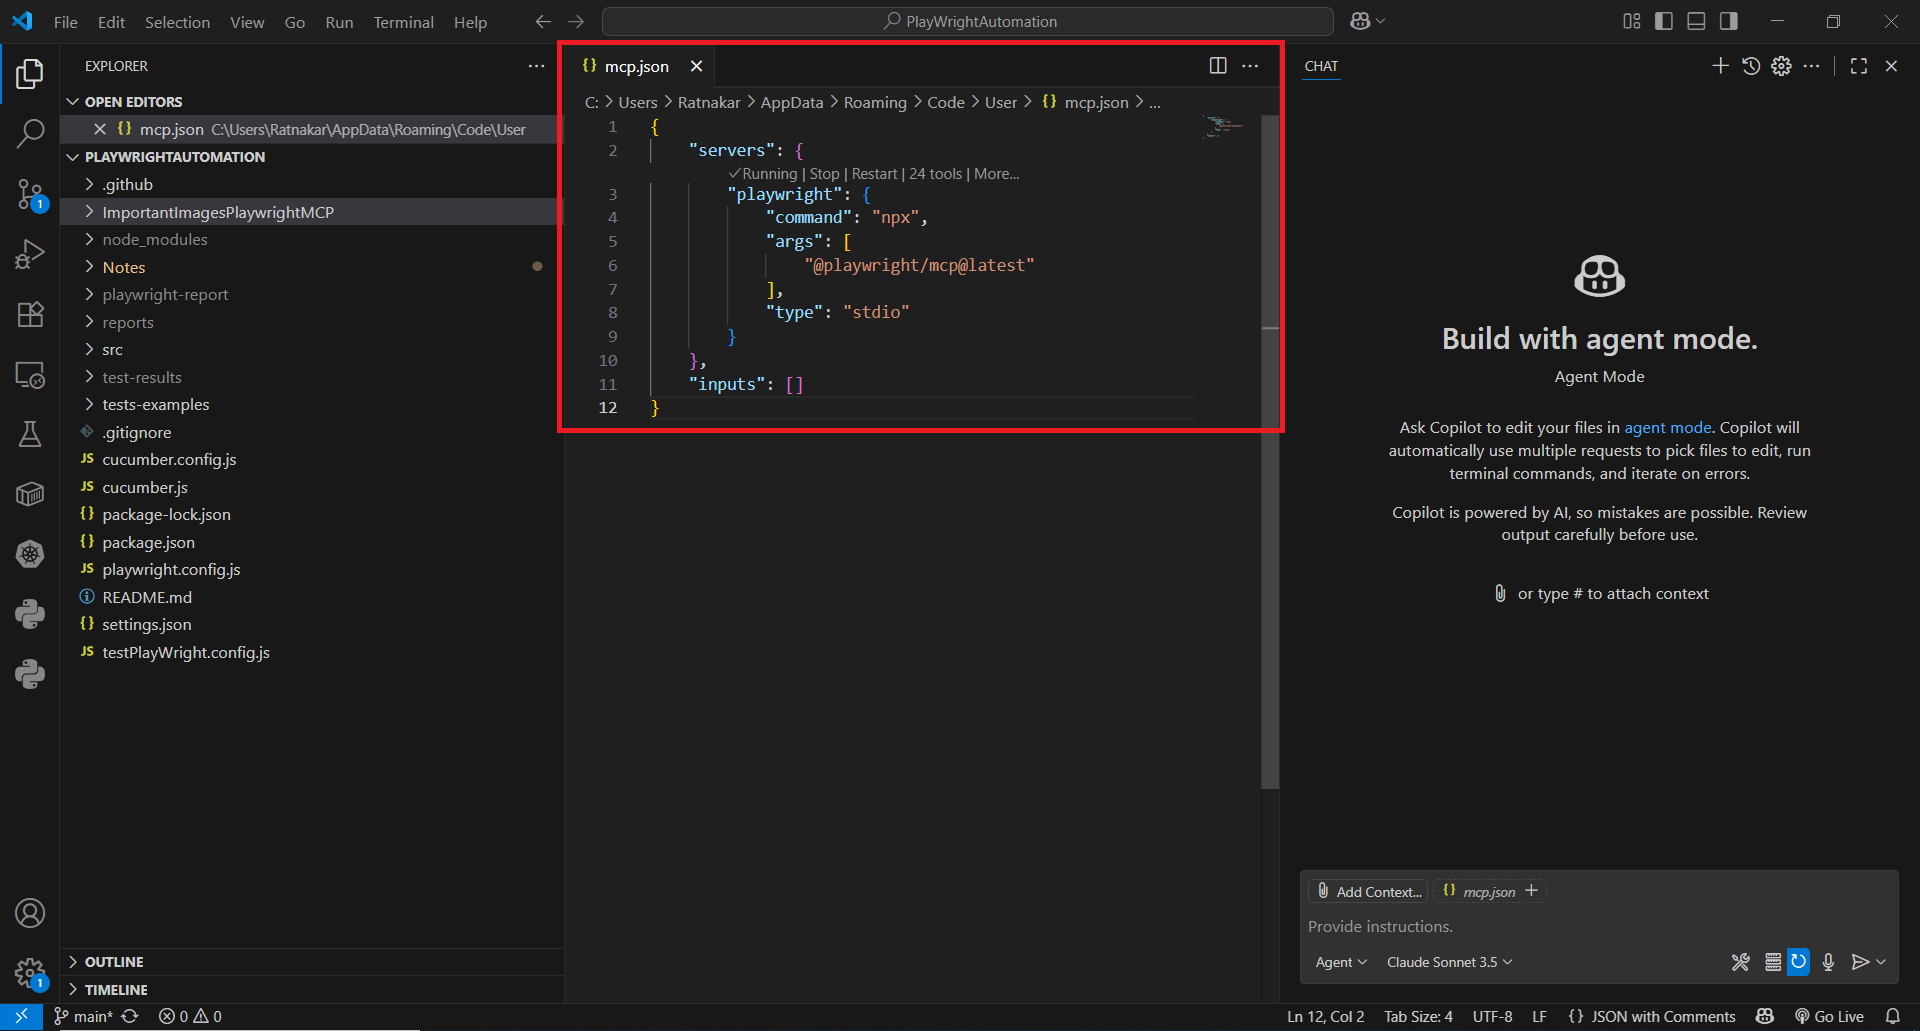 File Edit Selection View Go Run Terminal Help
PlayWrightAutomation
EXPLORER
OPEN EDITORS
mcp.json C:\Users\Ratnakar\AppData\Roaming\Code\User
PLAYWRIGHTAUTOMATION
.github
ImportantImagesPlaywrightMCP
node_modules
Notes
playwright-report
reports
src
test-results
tests-examples
.gitignore
JS cucumber.config.js
JS cucumber.js
{} package-lock.json
{} package.json
JS playwright.config.js
README.md
{} settings.json
JS testPlayWright.config.js
OUTLINE
TIMELINE
1
1
{} mcp.json
C: > Users > Ratnakar > AppData > Roaming > Code > User > {} mcp.json > ...
1 {
2 "servers": {
✓Running | Stop | Restart | 24 tools | More...
3 "playwright": {
4 "command": "npx",
5 "args": [
6 "@playwright/mcp@latest"
7 ],
8 "type": "stdio"
9 }
10 },
11 "inputs": []
12 }
CHAT
Build with agent mode.
Agent Mode
Ask Copilot to edit your files in agent mode. Copilot will
automatically use multiple requests to pick files to edit, run
terminal commands, and iterate on errors.
Copilot is powered by AI, so mistakes are possible. Review
output carefully before use.
or type # to attach context
Add Context... {} mcp.json +
Provide instructions.
Agent Claude Sonnet 3.5
main* 0 0
Ln 12, Col 2 Tab Size: 4 UTF-8 LF {} JSON with Comments Go Live